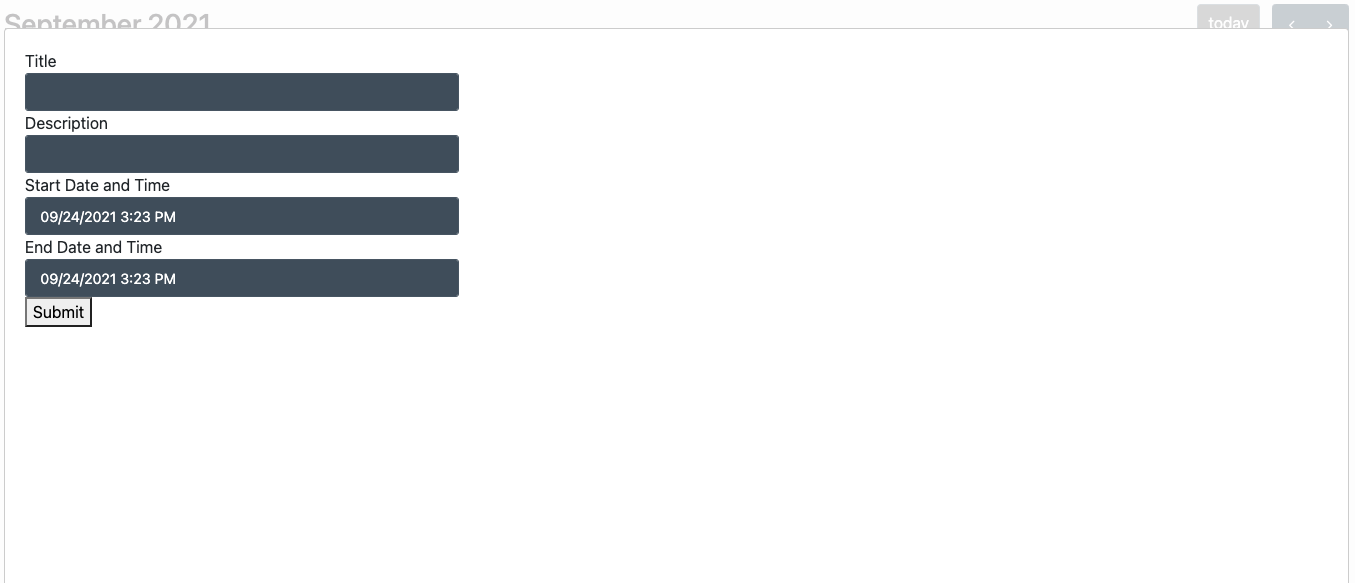 September 2021
today
‹ ›
Title
Description
Start Date and Time
09/24/2021 3:23 PM
End Date and Time
09/24/2021 3:23 PM
Submit